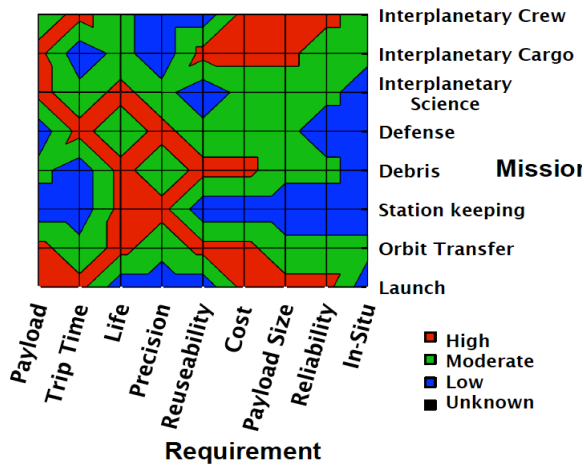 Interplanetary Crew
Interplanetary Cargo
Interplanetary
Science
Defense
Debris
Mission
Station keeping
Orbit Transfer
Launch
Payload
Trip Time
Life
Precision
Reuseability
Cost
Payload Size
Reliability
In-Situ
High
Moderate
Low
Unknown
Requirement